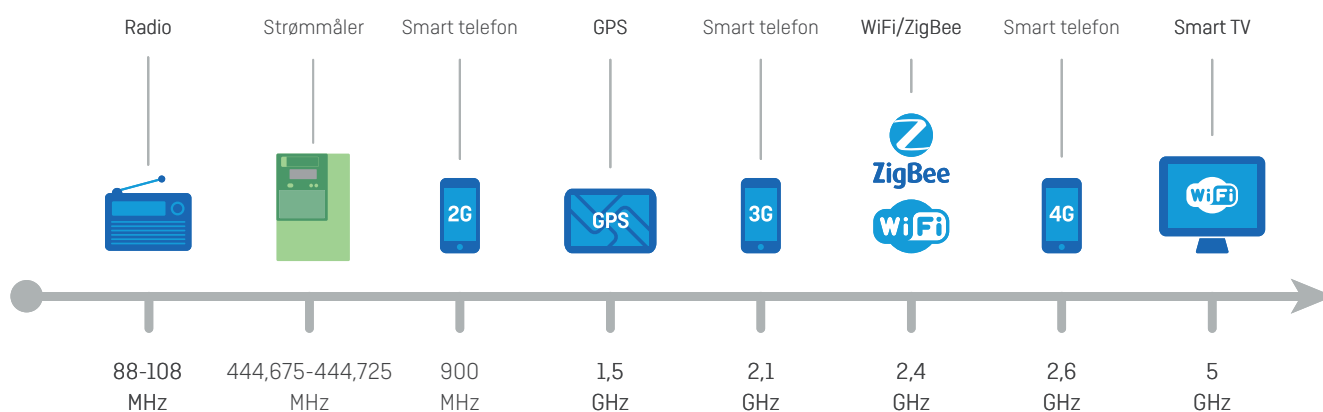 Radio
Strømmåler
Smart telefon
GPS
Smart telefon
WiFi/ZigBee
Smart telefon
Smart TV
Z
ZigBee
2G
GPS
3G
WiFi
4G
WiFi
88-108
MHz
444,675-444,725
MHz
900
MHz
1,5
GHz
2,1
GHz
2,4
GHz
2,6
GHz
5
GHz